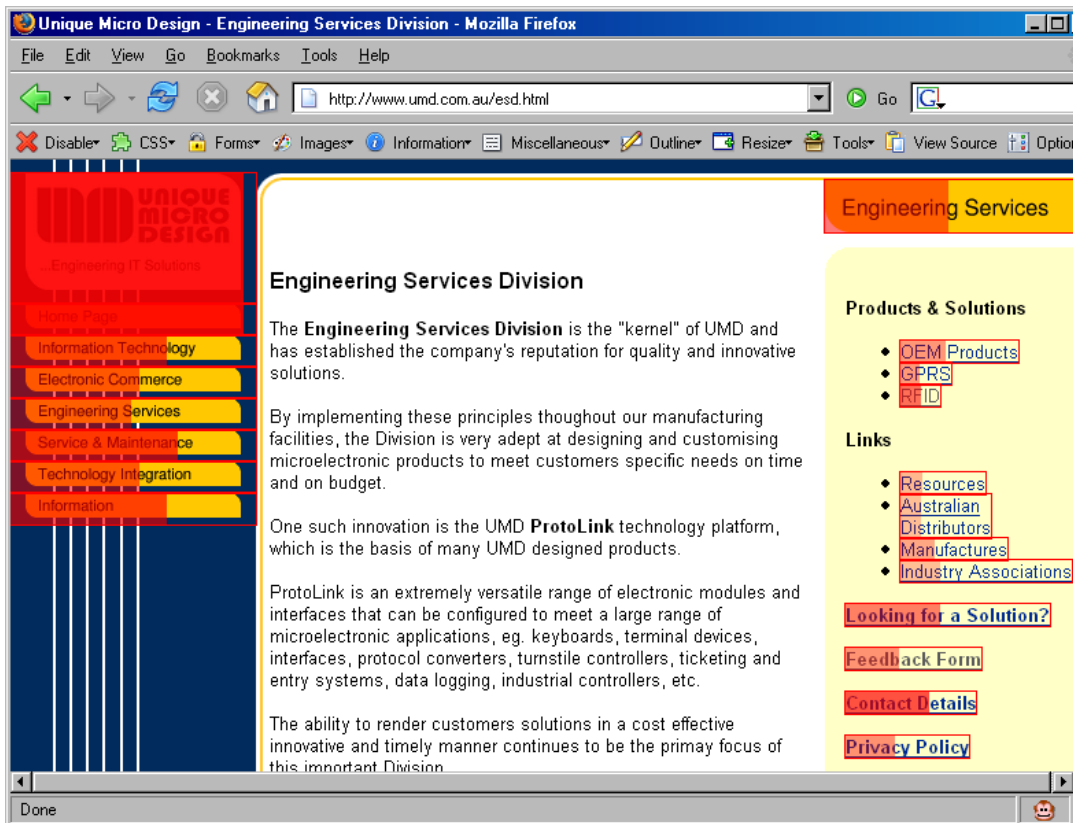 Unique Micro Design - Engineering Services Division - Mozilla Firefox
File Edit View Go Bookmarks Tools Help
http://www.umd.com.au/esd.html
Go
G
Disable CSS Forms Images Information Miscellaneous Outline Resize Tools View Source Option
UMD UNIQUE
MICRO
DESIGN
...Engineering IT Solutions
Home Page
Information Technology
Electronic Commerce
Engineering Services
Service & Maintenance
Technology Integration
Information
Engineering Services Division
The Engineering Services Division is the "kernel" of UMD and
has established the company's reputation for quality and innovative
solutions.
By implementing these principles thoughout our manufacturing
facilities, the Division is very adept at designing and customising
microelectronic products to meet customers specific needs on time
and on budget.
One such innovation is the UMD ProtoLink technology platform,
which is the basis of many UMD designed products.
ProtoLink is an extremely versatile range of electronic modules and
interfaces that can be configured to meet a large range of
microelectronic applications, eg. keyboards, terminal devices,
interfaces, protocol converters, turnstile controllers, ticketing and
entry systems, data logging, industrial controllers, etc.
The ability to render customers solutions in a cost effective
innovative and timely manner continues to be the primay focus of
this important Division
Engineering Services
Products & Solutions
OEM Products
GPRS
RFID
Links
Resources
Australian
Distributors
Manufactures
Industry Associations
Looking for a Solution?
Feedback Form
Contact Details
Privacy Policy
Done